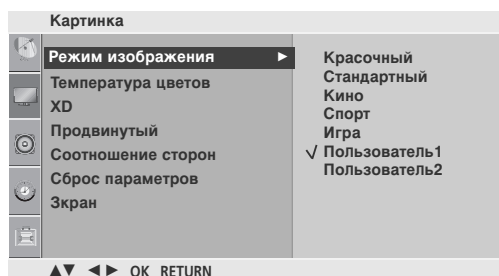 Картинка
Режим изображения ►
Температура цветов
XD
Продвинутый
Соотношение сторон
Сброс параметров
Зкран
Красочный
Стандартный
Кино
Спорт
Игра
√ Пользователь1
Пользователь2
▲▼ ◄► OK RETURN